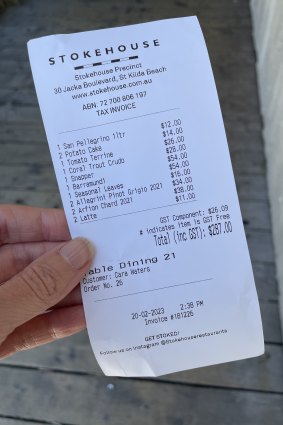 STOKEHOUSE
Stokehouse Precinct
30 Jacka Boulevard, St Kilda Beach
www.stokehouse.com.au
ABN: 72 700 606 197
TAX INVOICE
1 San Pellegrino 1ltr $12.00
2 Potato Cake $14.00
1 Tomato Terrine $26.00
1 Coral Trout Crudo $28.00
1 Snapper $54.00
1 Barramundi $54.00
1 Seasonal Leaves $16.00
2 Allegrini Pinot Grigio 2021 $34.00
2 Arfion Chard 2021 $38.00
2 Latte $11.00
GST Component: $26.09
# indicates item is GST Free
Total (inc GST): $287.00
able Dining 21
Customer: Cara Waters
Order No. 26
20-02-2023 2:38 PM
Invoice #181226
GET STOKED!
Follow us on Instagram @Stokehouserestaurants